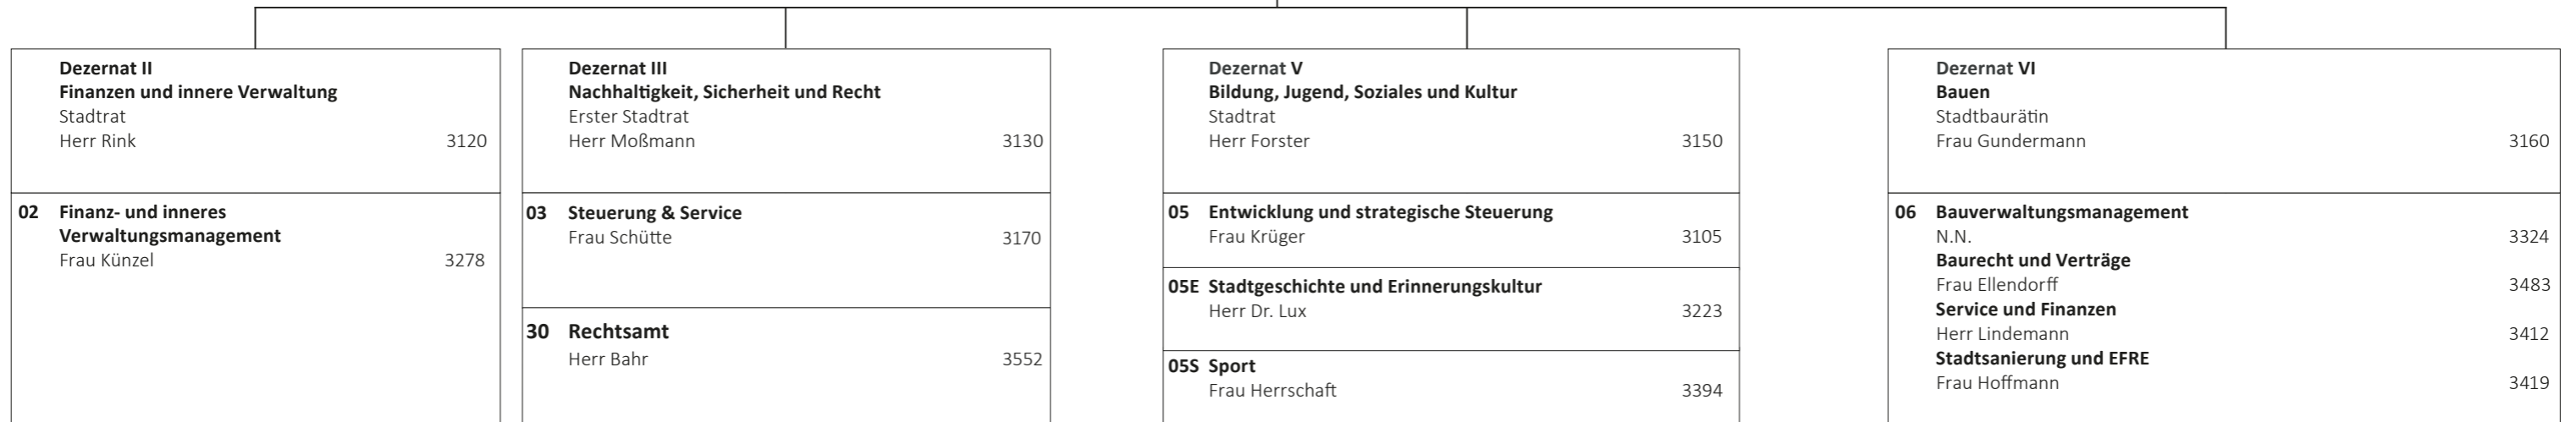 Dezernat II
Finanzen und innere Verwaltung
Stadtrat
Herr Rink 3120
02 Finanz- und inneres
Verwaltungsmanagement
Frau Künzel 3278
Dezernat III
Nachhaltigkeit, Sicherheit und Recht
Erster Stadtrat
Herr Moßmann 3130
03 Steuerung & Service
Frau Schütte 3170
30 Rechtsamt
Herr Bahr 3552
Dezernat V
Bildung, Jugend, Soziales und Kultur
Stadtrat
Herr Forster 3150
05 Entwicklung und strategische Steuerung
Frau Krüger 3105
05E Stadtgeschichte und Erinnerungskultur
Herr Dr. Lux 3223
05S Sport
Frau Herrschaft 3394
Dezernat VI
Bauen
Stadtbaurätin
Frau Gundermann 3160
06 Bauverwaltungsmanagement
N.N. 3324
Baurecht und Verträge
Frau Ellendorff 3483
Service und Finanzen
Herr Lindemann 3412
Stadtsanierung und EFRE
Frau Hoffmann 3419